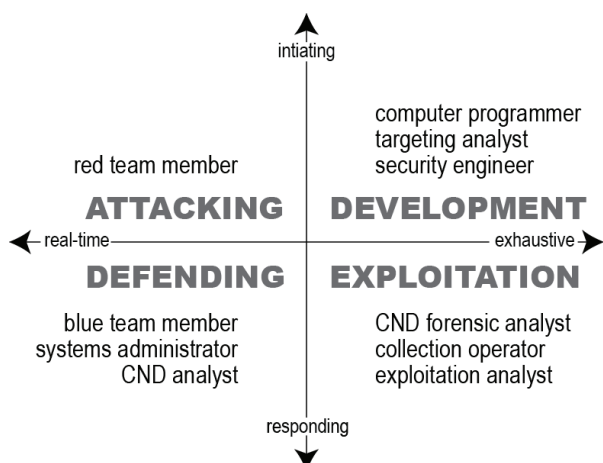 intiating
computer programmer
targeting analyst
red team member
security engineer
ATTACKING
DEVELOPMENT
real-time
exhaustive
DEFENDING
EXPLOITATION
blue team member
CND forensic analyst
systems administrator
collection operator
CND analyst
exploitation analyst
responding